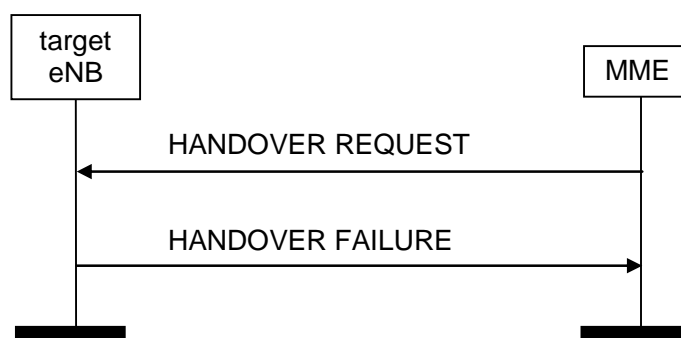 target
eNB
MME
HANDOVER REQUEST
HANDOVER FAILURE